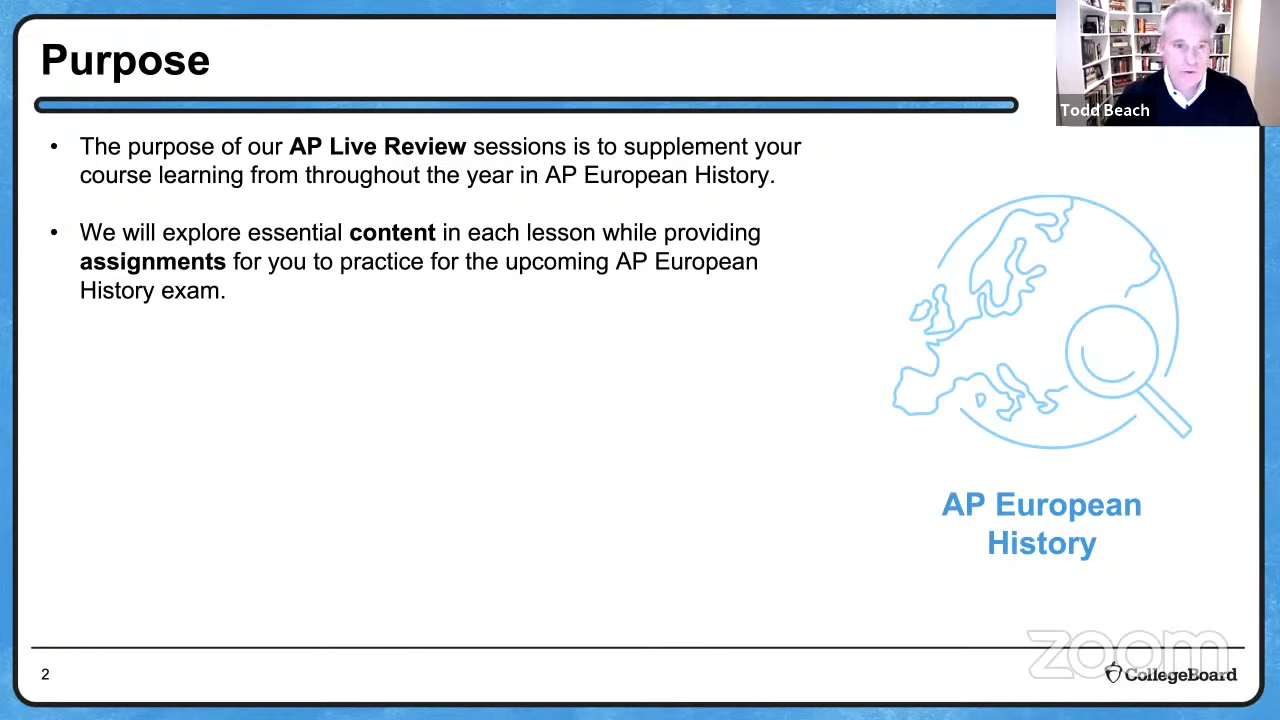 Purpose
Todd Beach
• The purpose of our AP Live Review sessions is to supplement your
course learning from throughout the year in AP European History.
• We will explore essential content in each lesson while providing
assignments for you to practice for the upcoming AP European
History exam.
AP European
History
zoom
2
CollegeBoard